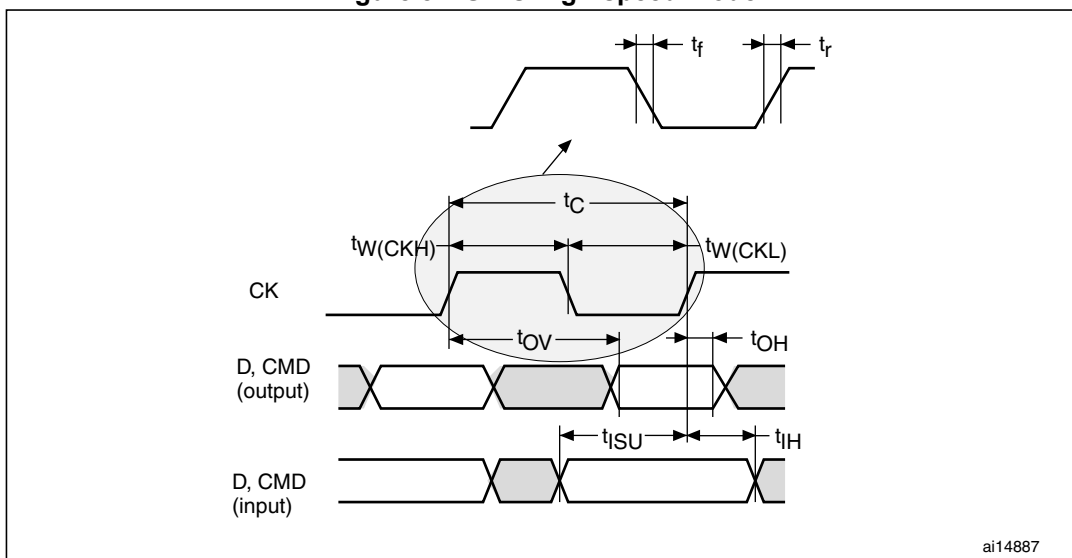 tf
tr
tC
tW(CKH)
tW(CKL)
CK
tOV
tOH
D, CMD
(output)
tISU
tIH
D, CMD
(input)
ai14887